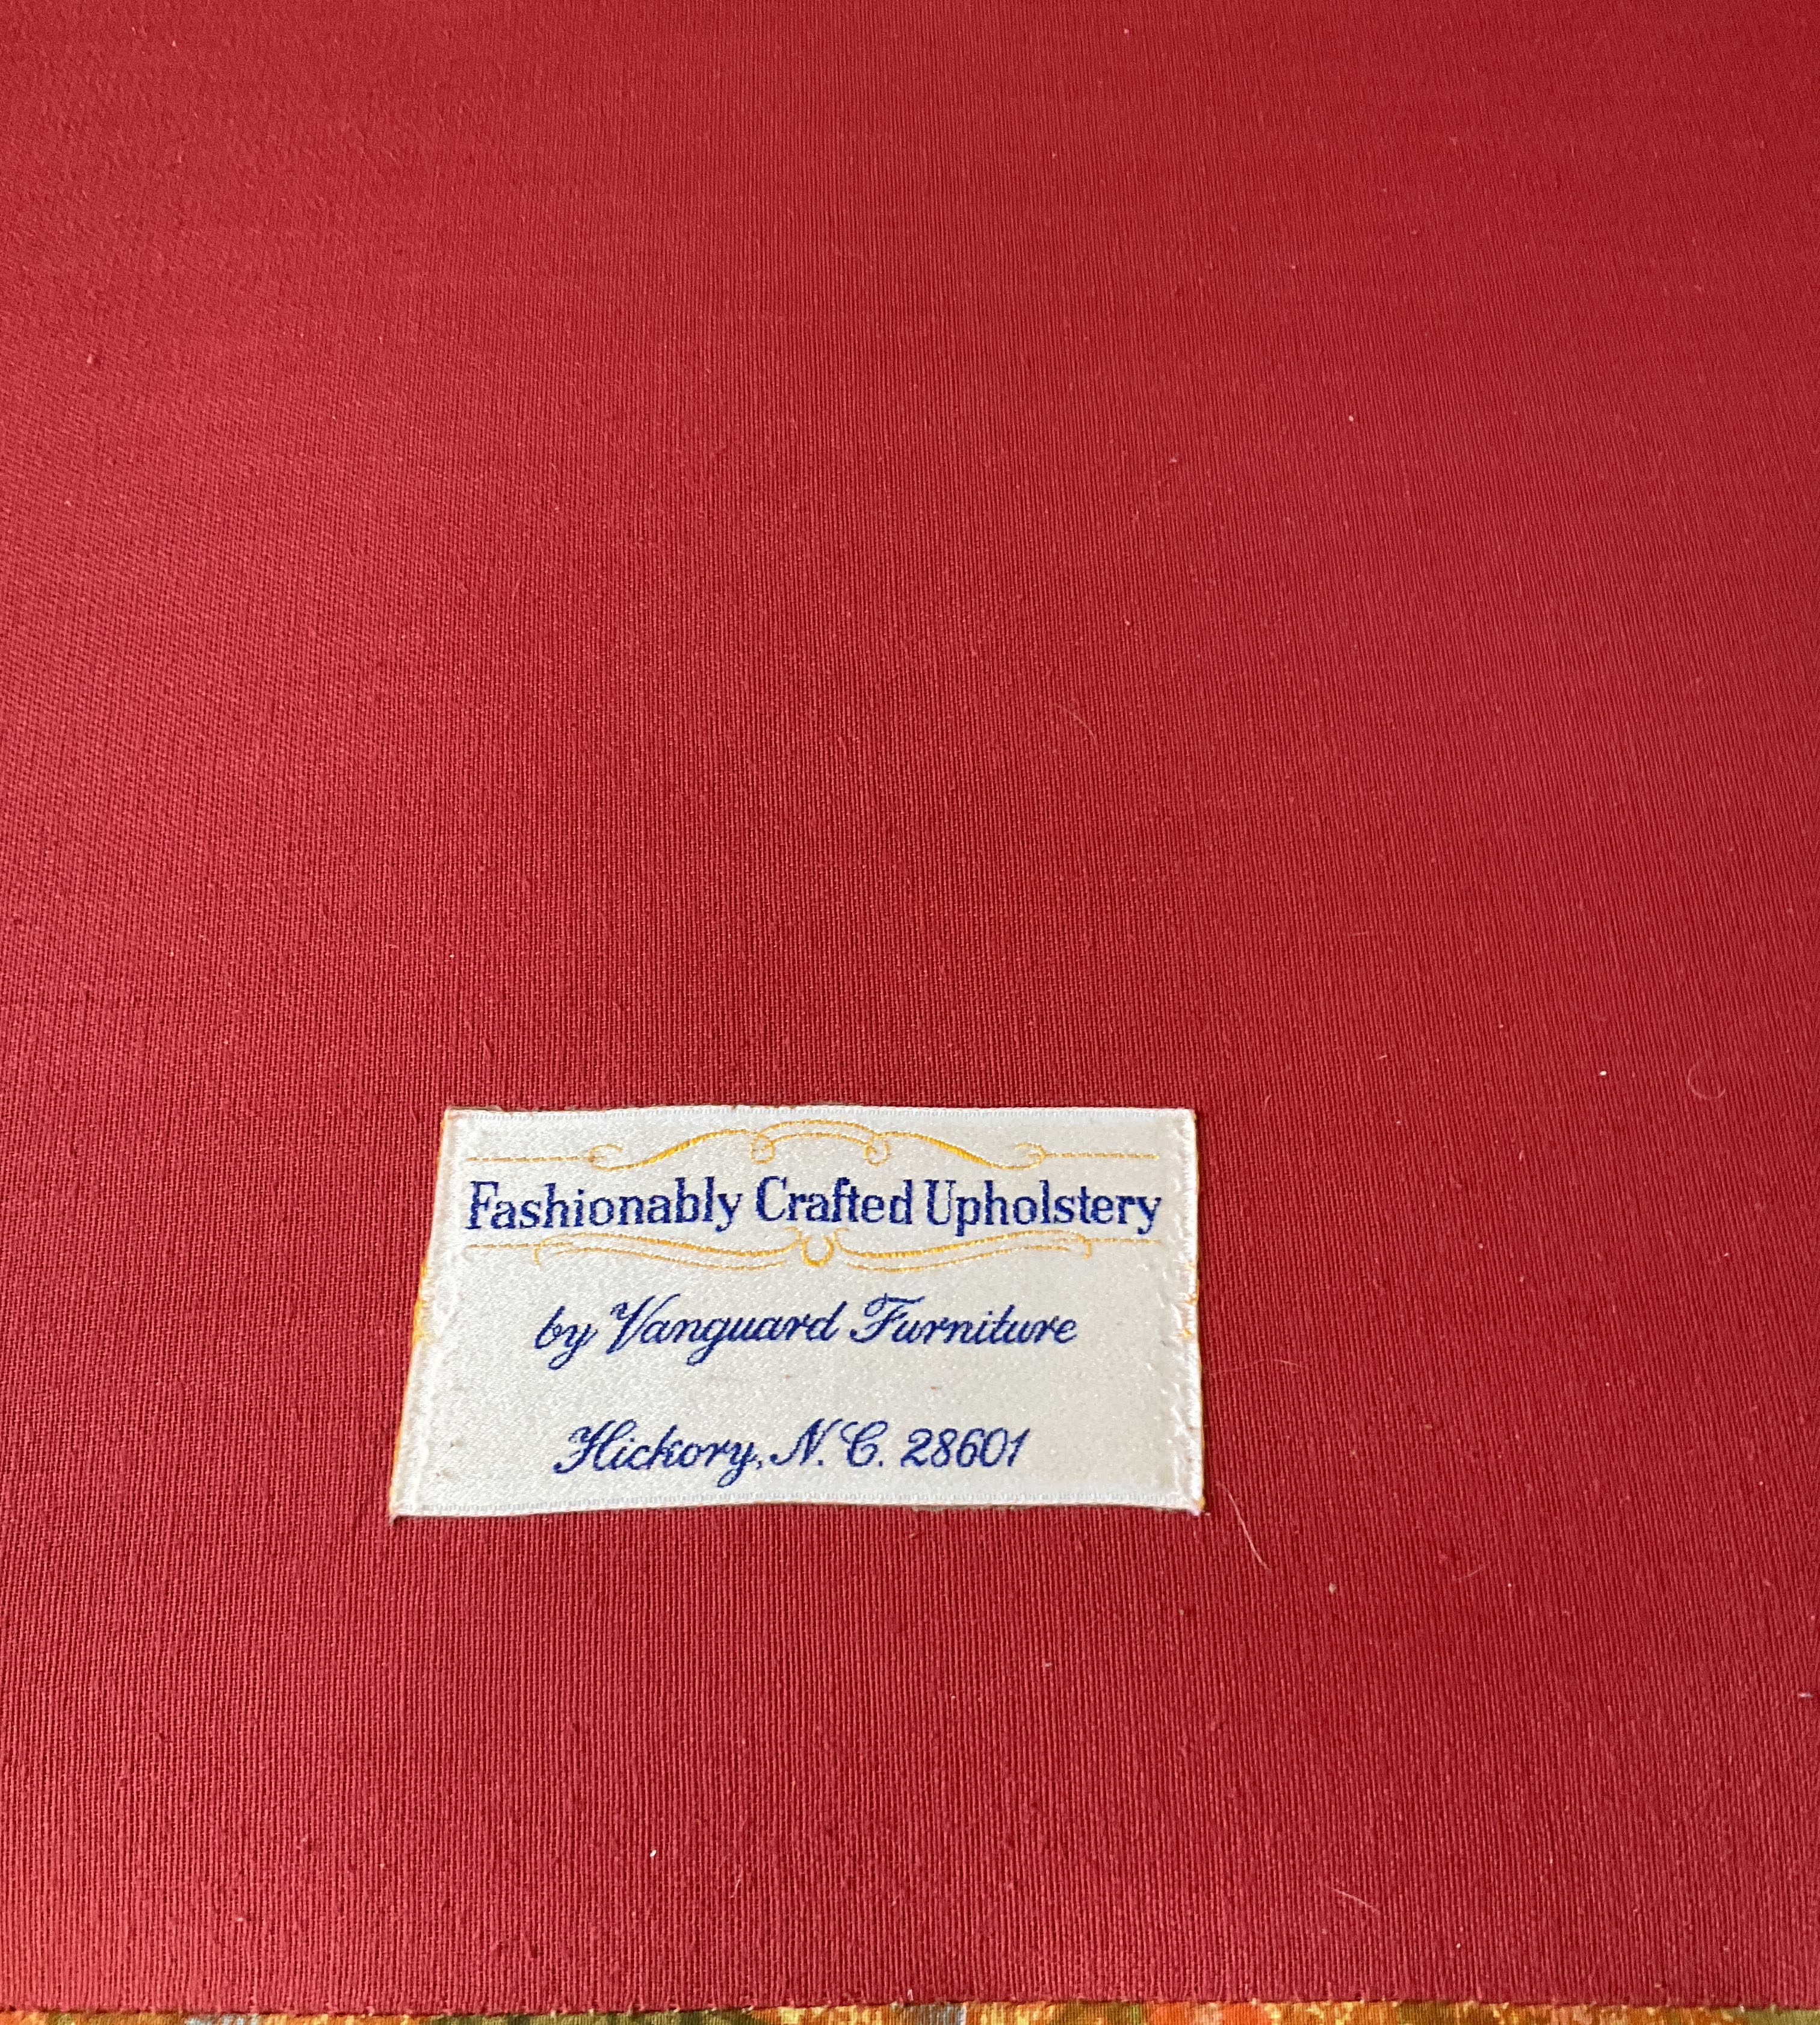 Fashionably Crafted Upholstery
by Vanguard Furniture
Hickory, N.C. 28601